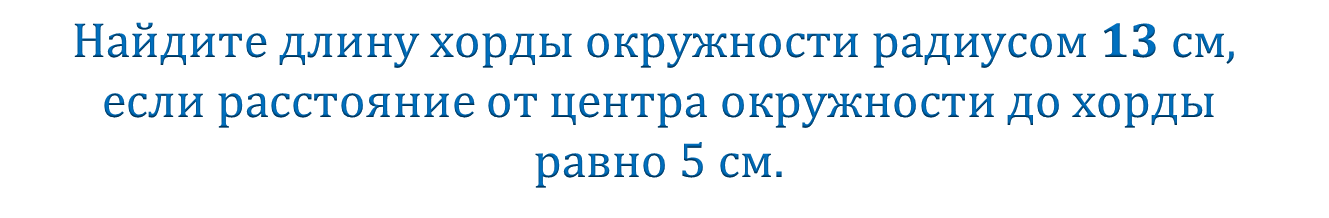 Найдите длину хорды окружности радиусом 13 см,
если расстояние от центра окружности до хорды
равно 5 см.